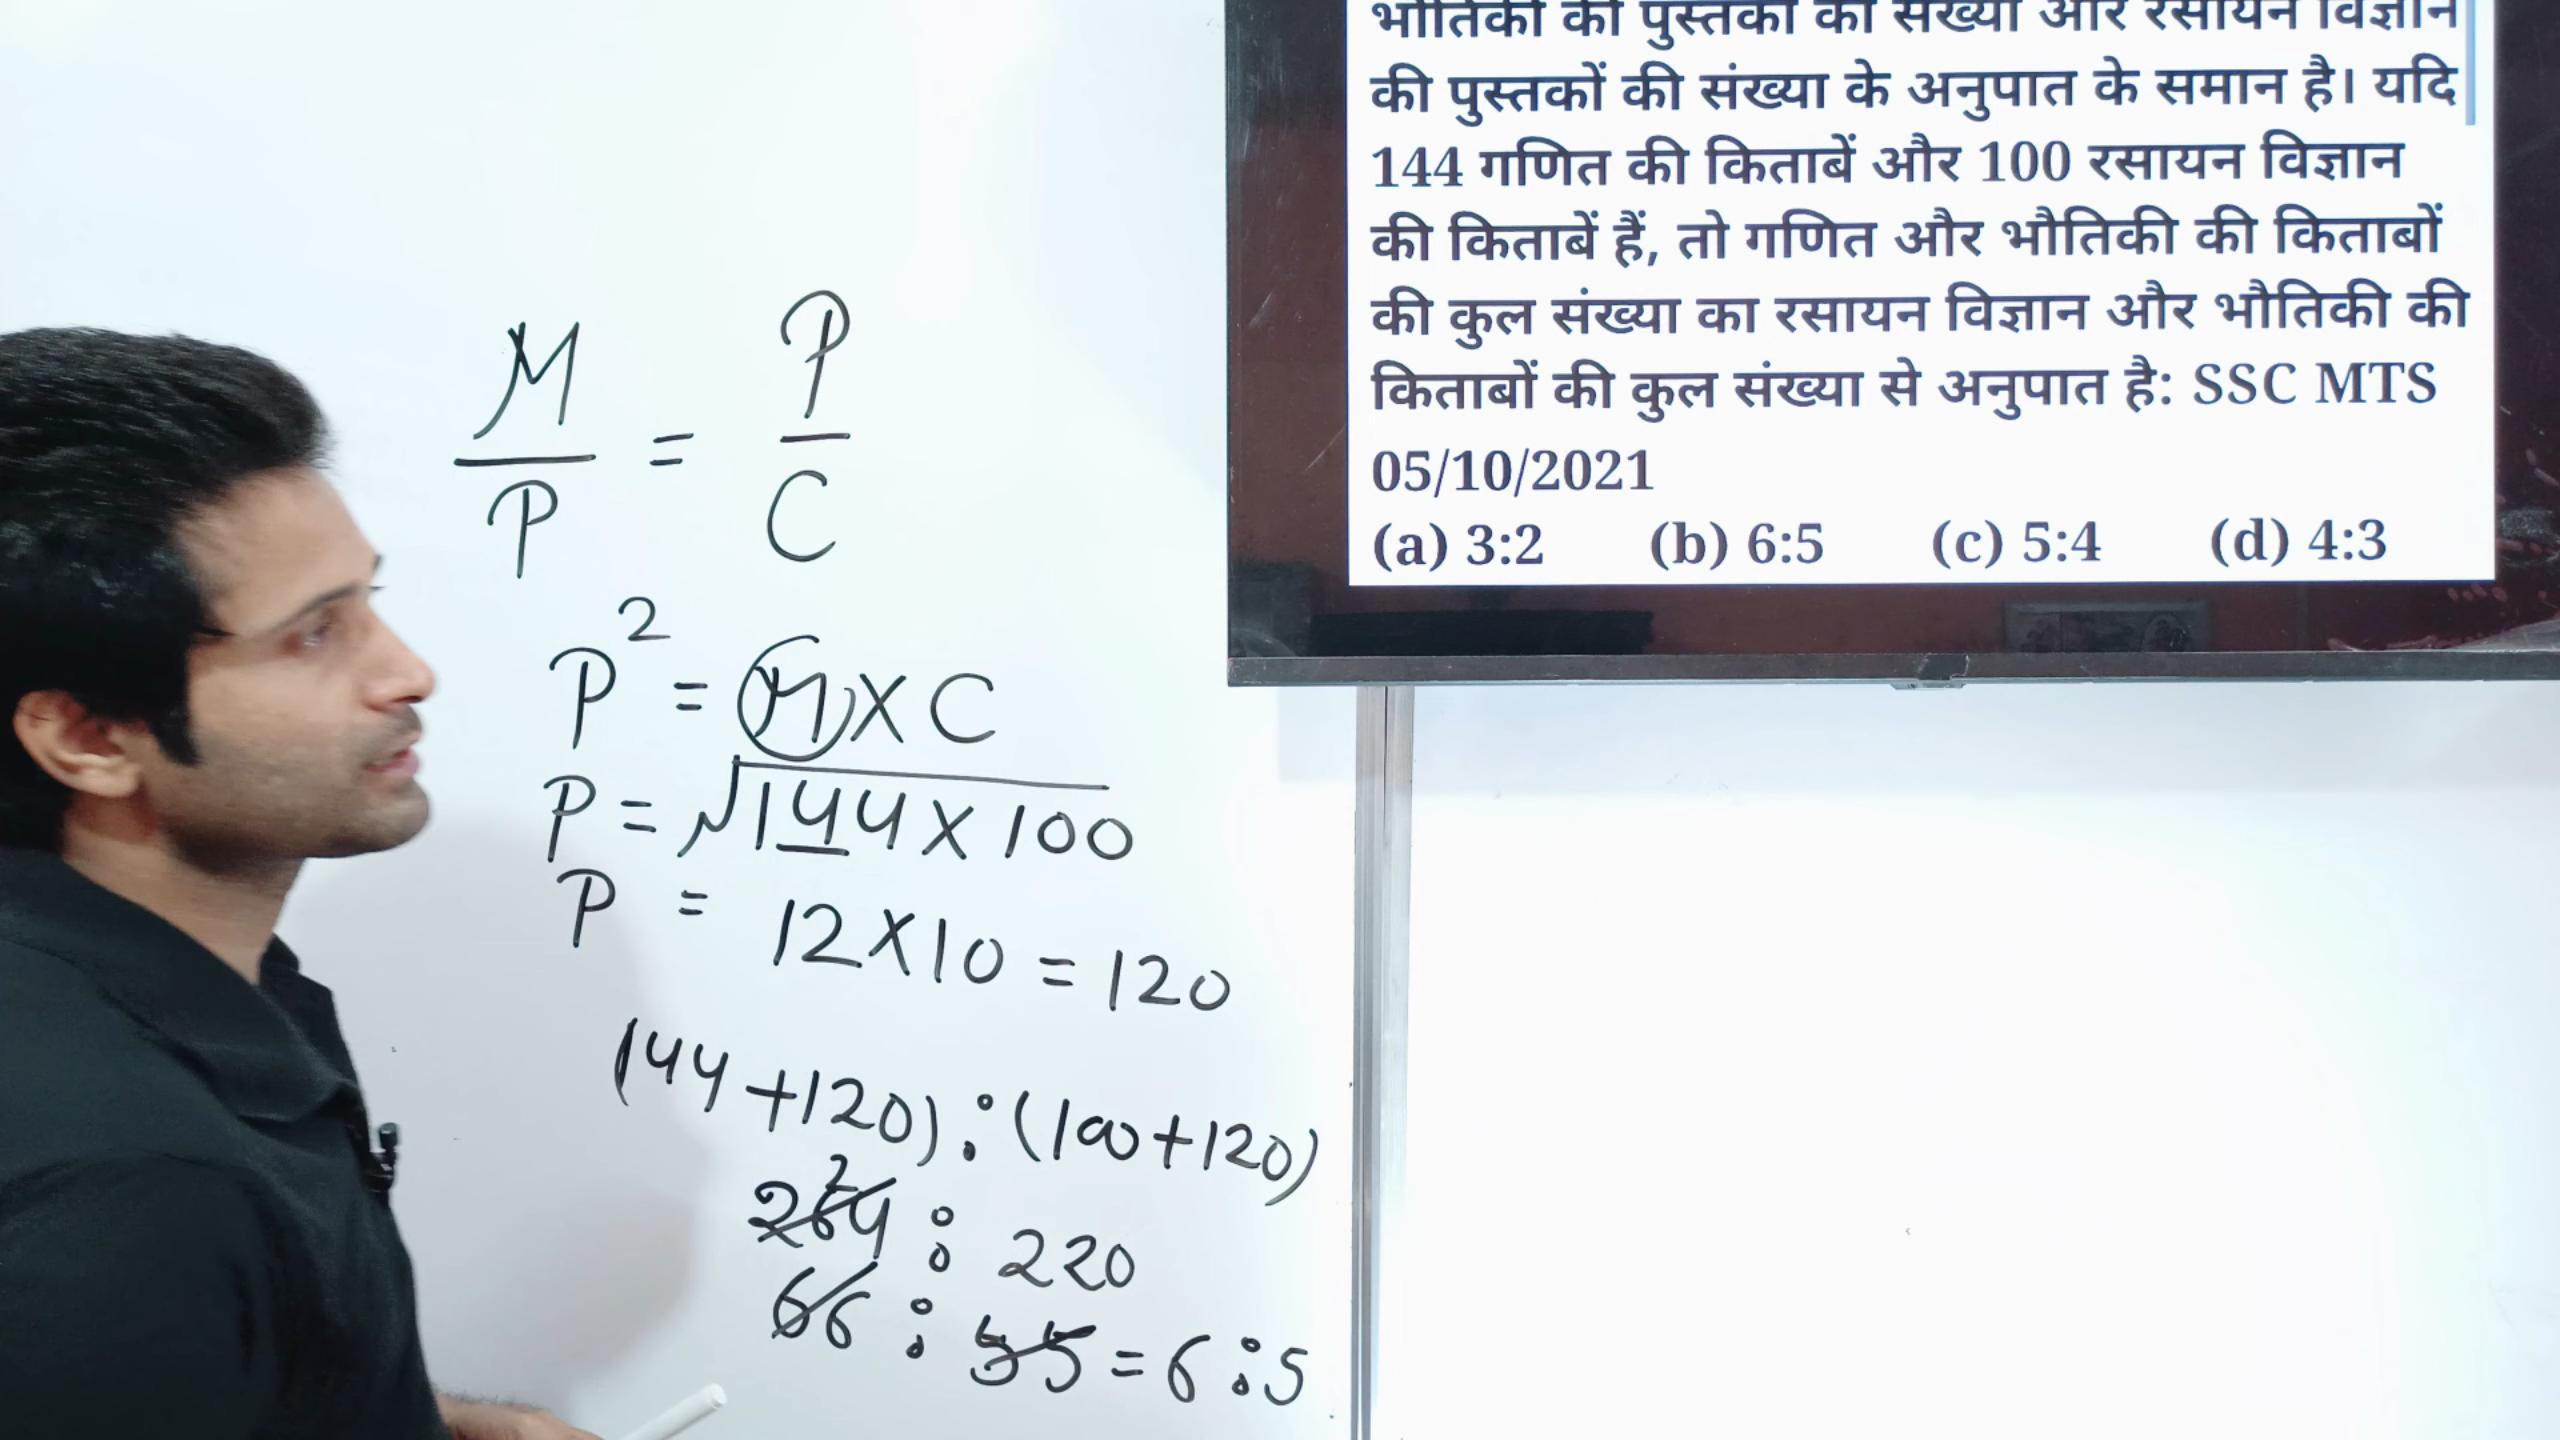 भौतिकी की पुस्तकों की संख्या और रसायन विज्ञान
की पुस्तकों की संख्या के अनुपात के समान है। यदि
144 गणित की किताबें और 100 रसायन विज्ञान
की किताबें हैं, तो गणित और भौतिकी की किताबों
की कुल संख्या का रसायन विज्ञान और भौतिकी की
किताबों की कुल संख्या से अनुपात है: SSC MTS
05/10/2021
(a) 3:2 (b) 6:5 (c) 5:4 (d) 4:3
M/P = P/C
P² = M × C
P = √144 × 100
P = 12 × 10 = 120
(144 + 120) : (100 + 120)
264 2 : 220
66 : 55 = 6 : 5